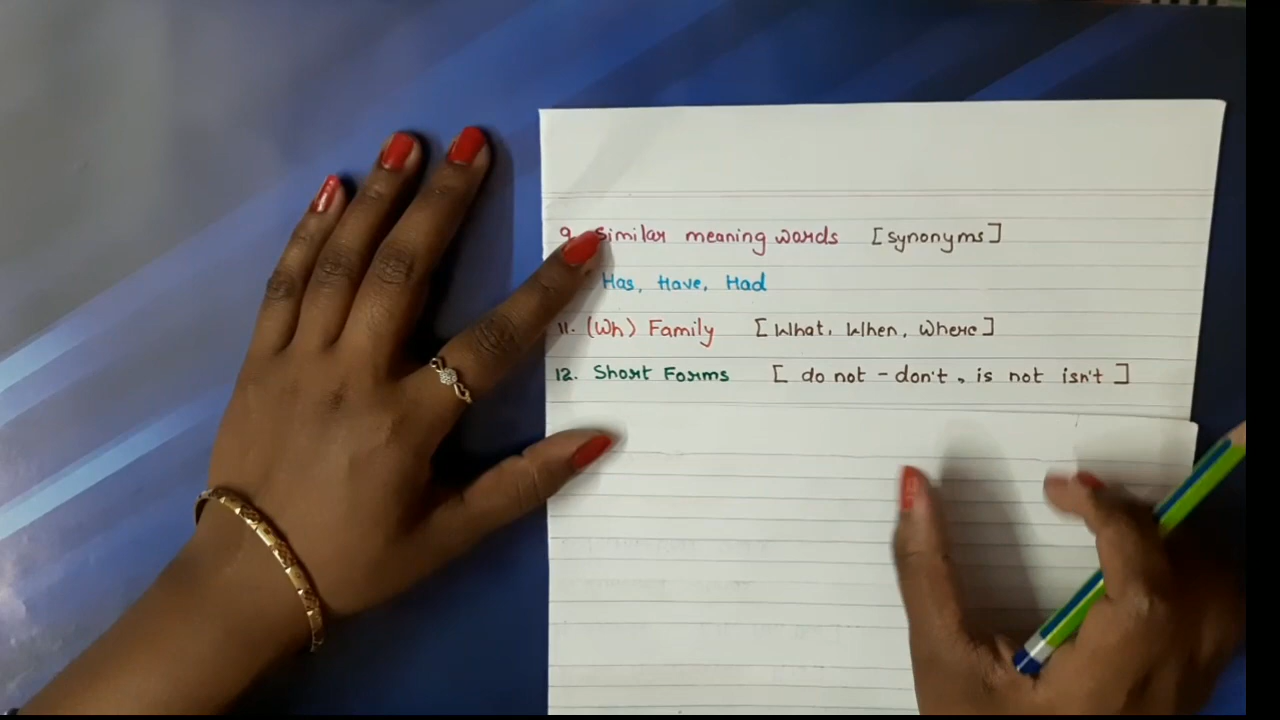 9. Similar meaning words [synonyms]
Has, Have, Had
11. (Wh) Family [What, When, Where]
12. Short Forms [ do not - don't, is not isn't ]